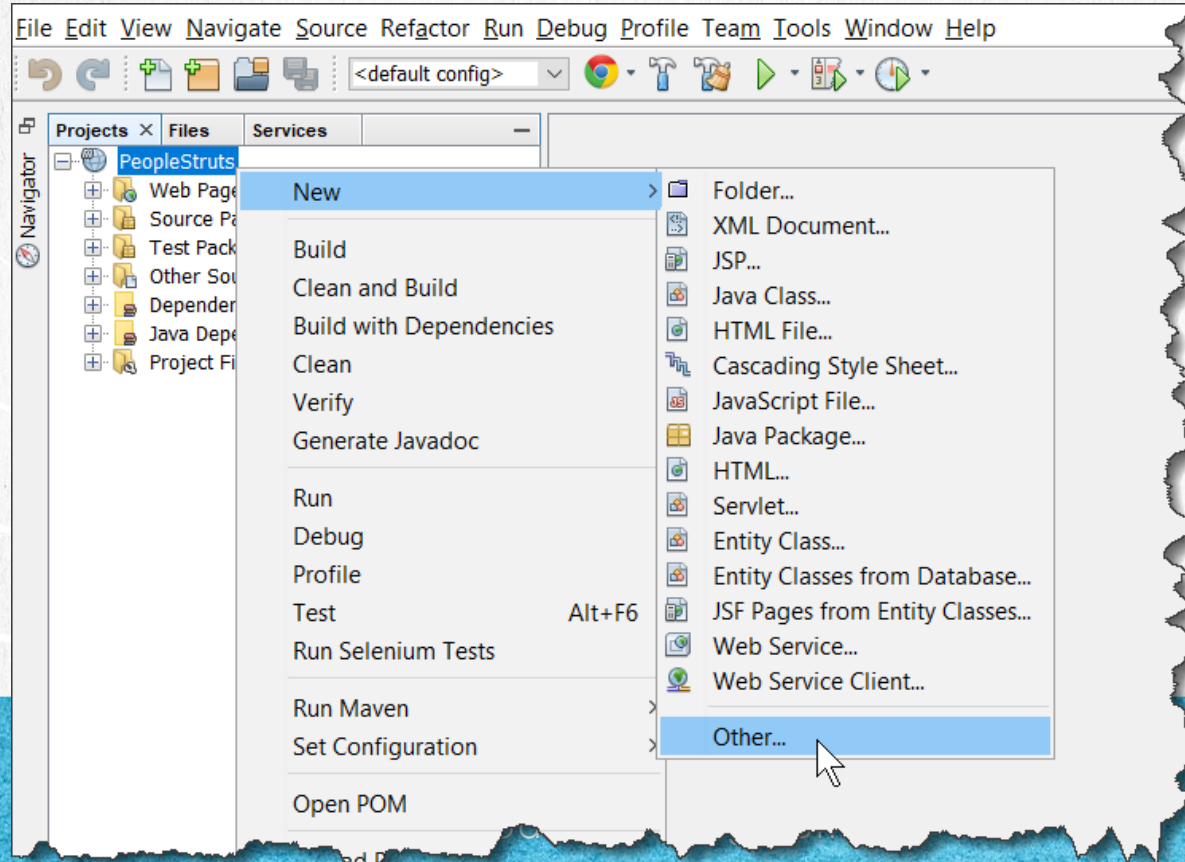 File Edit View Navigate Source Refactor Run Debug Profile Team Tools Window Help
<default config>
Projects Files Services
Navigator
PeopleStruts
Web Page
Source Pa
Test Pack
Other Sou
Depender
Java Depe
Project Fi
New
Build
Clean and Build
Build with Dependencies
Clean
Verify
Generate Javadoc
Run
Debug
Profile
Test Alt+F6
Run Selenium Tests
Run Maven
Set Configuration
Open POM
Folder...
XML Document...
JSP...
Java Class...
HTML File...
Cascading Style Sheet...
JavaScript File...
Java Package...
HTML...
Servlet...
Entity Class...
Entity Classes from Database...
JSF Pages from Entity Classes...
Web Service...
Web Service Client...
Other...